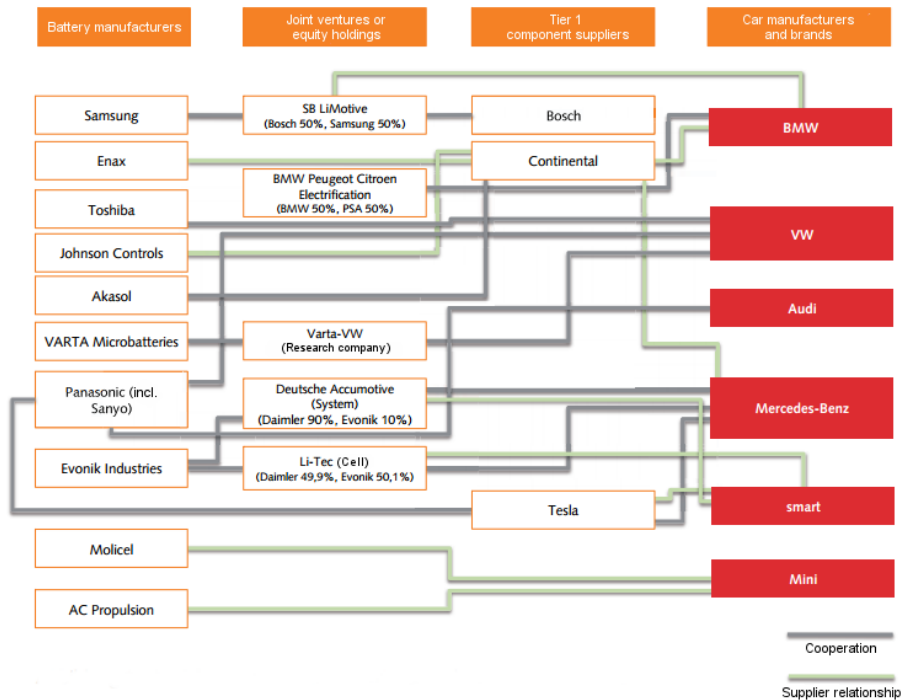 Battery manufacturers
Joint ventures or
equity holdings
Tier 1
component suppliers
Car manufacturers
and brands
Samsung
SB LiMotive
(Bosch 50%, Samsung 50%)
Bosch
BMW
Enax
Continental
BMW Peugeot Citroen
Electrification
(BMW 50%, PSA 50%)
Toshiba
VW
Johnson Controls
Akasol
Audi
VARTA Microbatteries
Varta-VW
(Research company)
Panasonic (incl.
Sanyo)
Deutsche Accumotive
(System)
(Daimler 90%, Evonik 10%)
Mercedes-Benz
Evonik Industries
Li-Tec (Cell)
(Daimler 49,9%, Evonik 50,1%)
Tesla
smart
Molicel
Mini
AC Propulsion
Cooperation
Supplier relationship